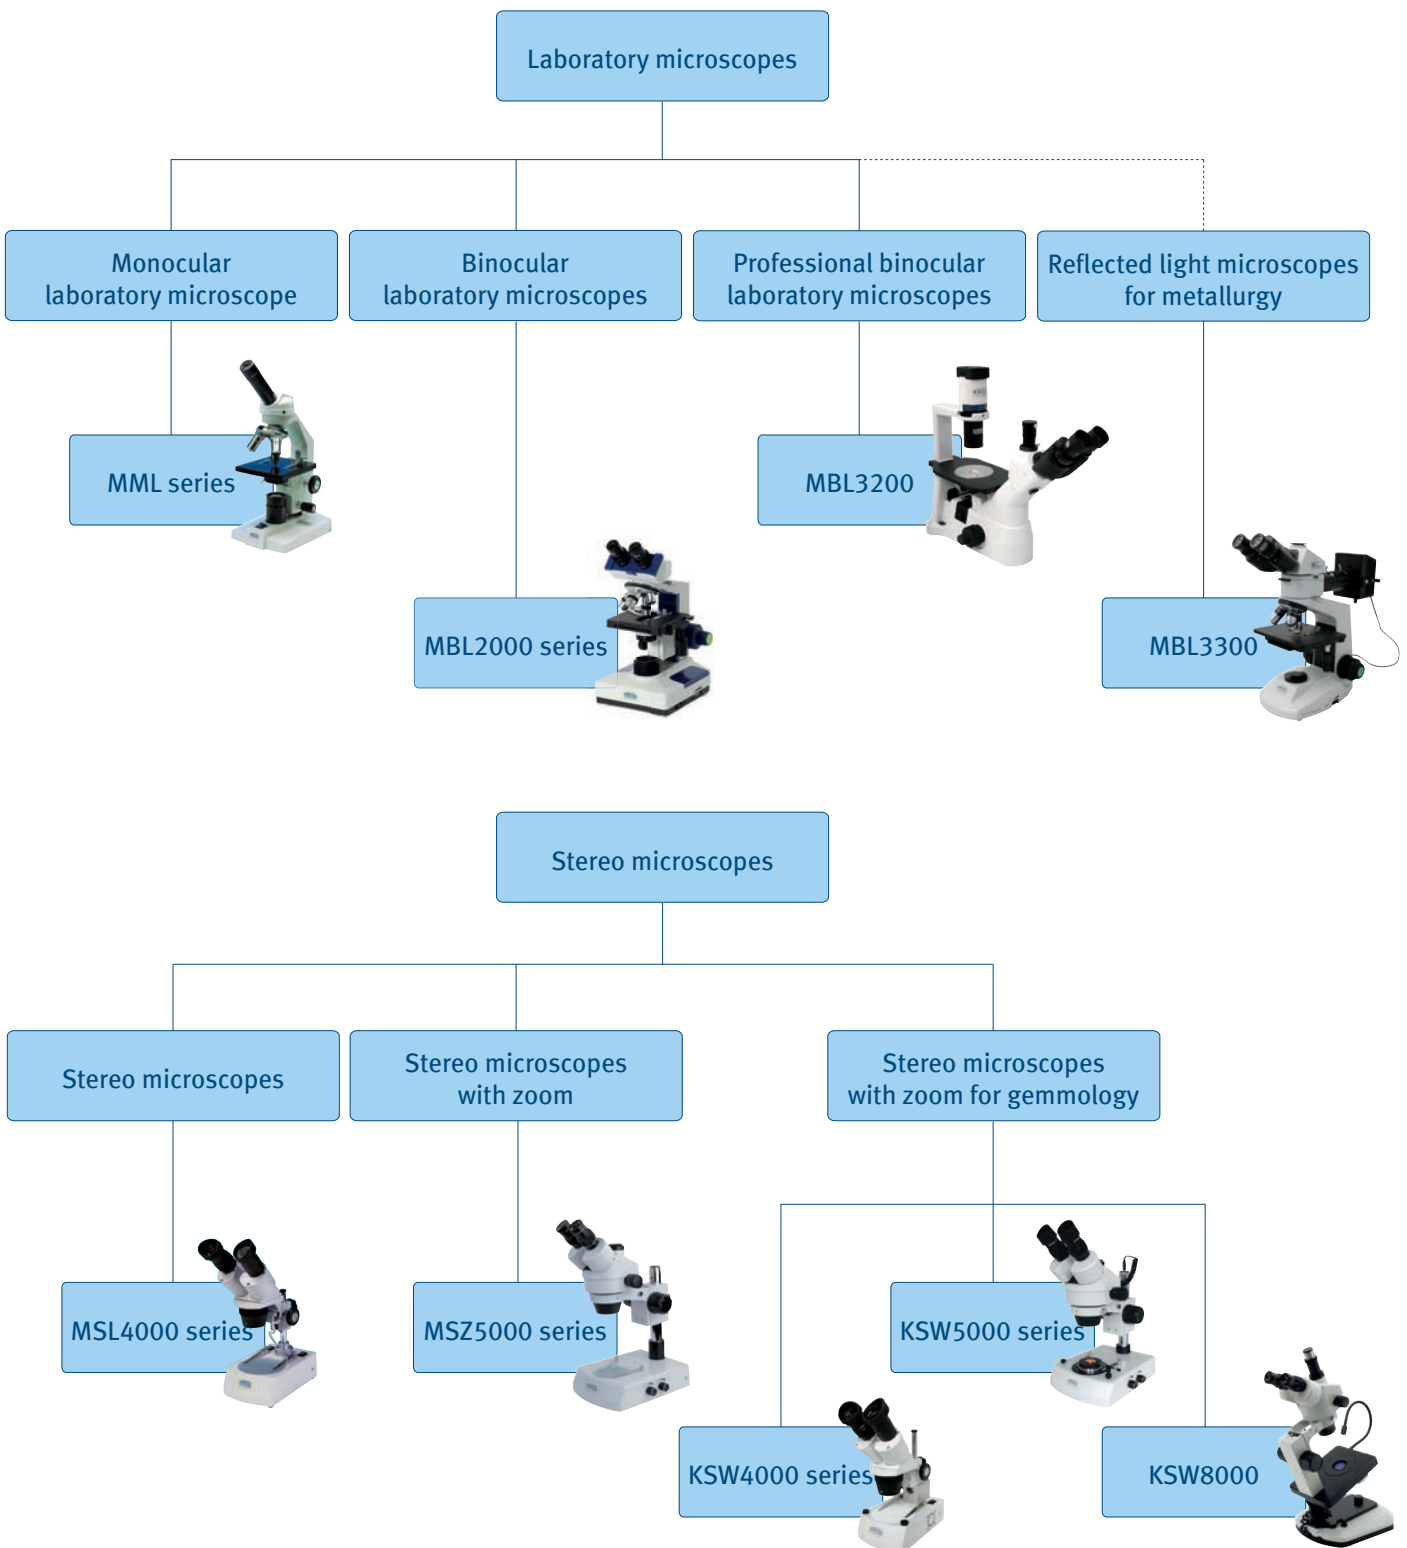 Laboratory microscopes
Monocular
laboratory microscope
Binocular
laboratory microscopes
Professional binocular
laboratory microscopes
Reflected light microscopes
for metallurgy
MML series
MBL3200
MBL2000 series
MBL3300
Stereo microscopes
Stereo microscopes
Stereo microscopes
with zoom
Stereo microscopes
with zoom for gemmology
MSL4000 series
MSZ5000 series
KSW5000 series
KSW4000 series
KSW8000